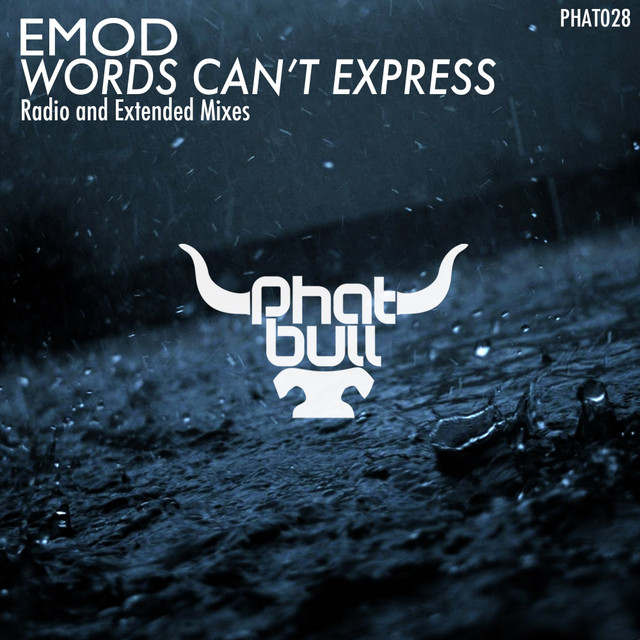 EMOD
PHAT028
WORDS CAN'T EXPRESS
Radio and Extended Mixes
phat
bull